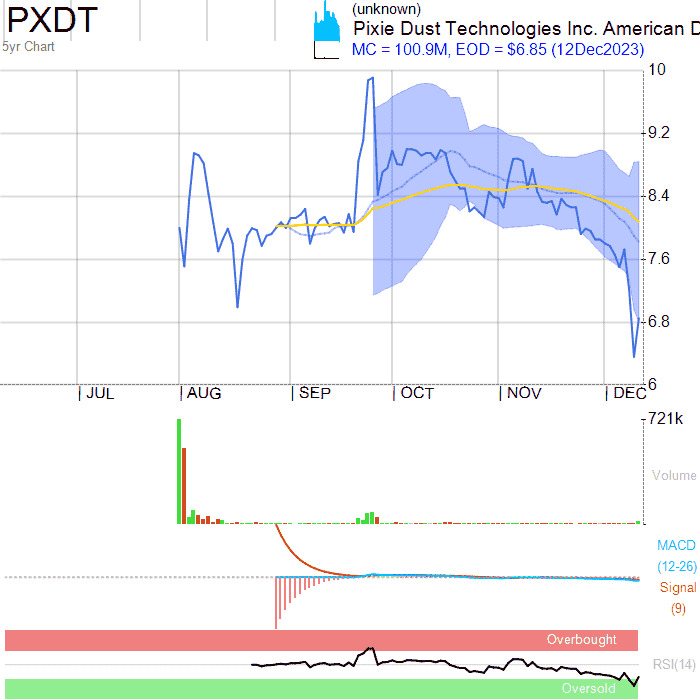 PXDT
5yr Chart
(unknown)
Pixie Dust Technologies Inc. American D
MC = 100.9M, EOD = $6.85 (12Dec2023)
10
9.2
8.4
7.6
6.8
6
JUL AUG SEP OCT NOV DEC
721k
Volume
MACD
(12-26)
Signal
(9)
Overbought
RSI(14)
Oversold